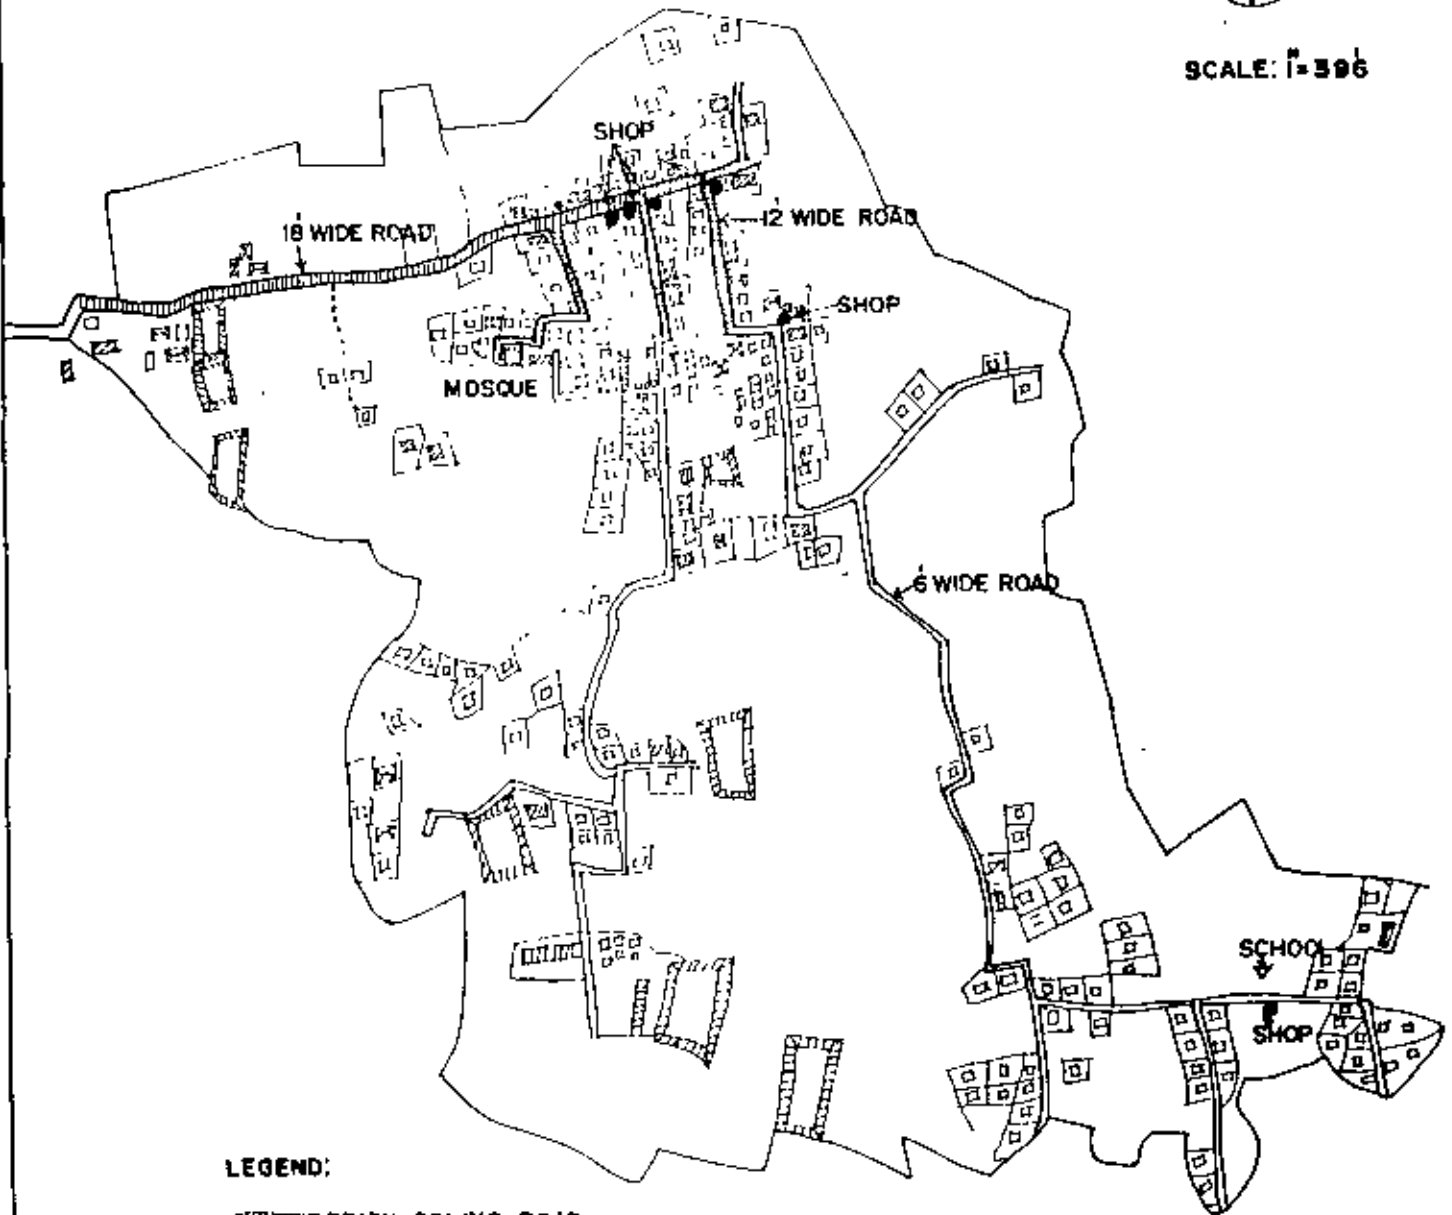 SCALE: 1"=396'
SHOP
12' WIDE ROAD
18' WIDE ROAD
SHOP
MOSQUE
6' WIDE ROAD
SCHOOL
SHOP
LEGEND: